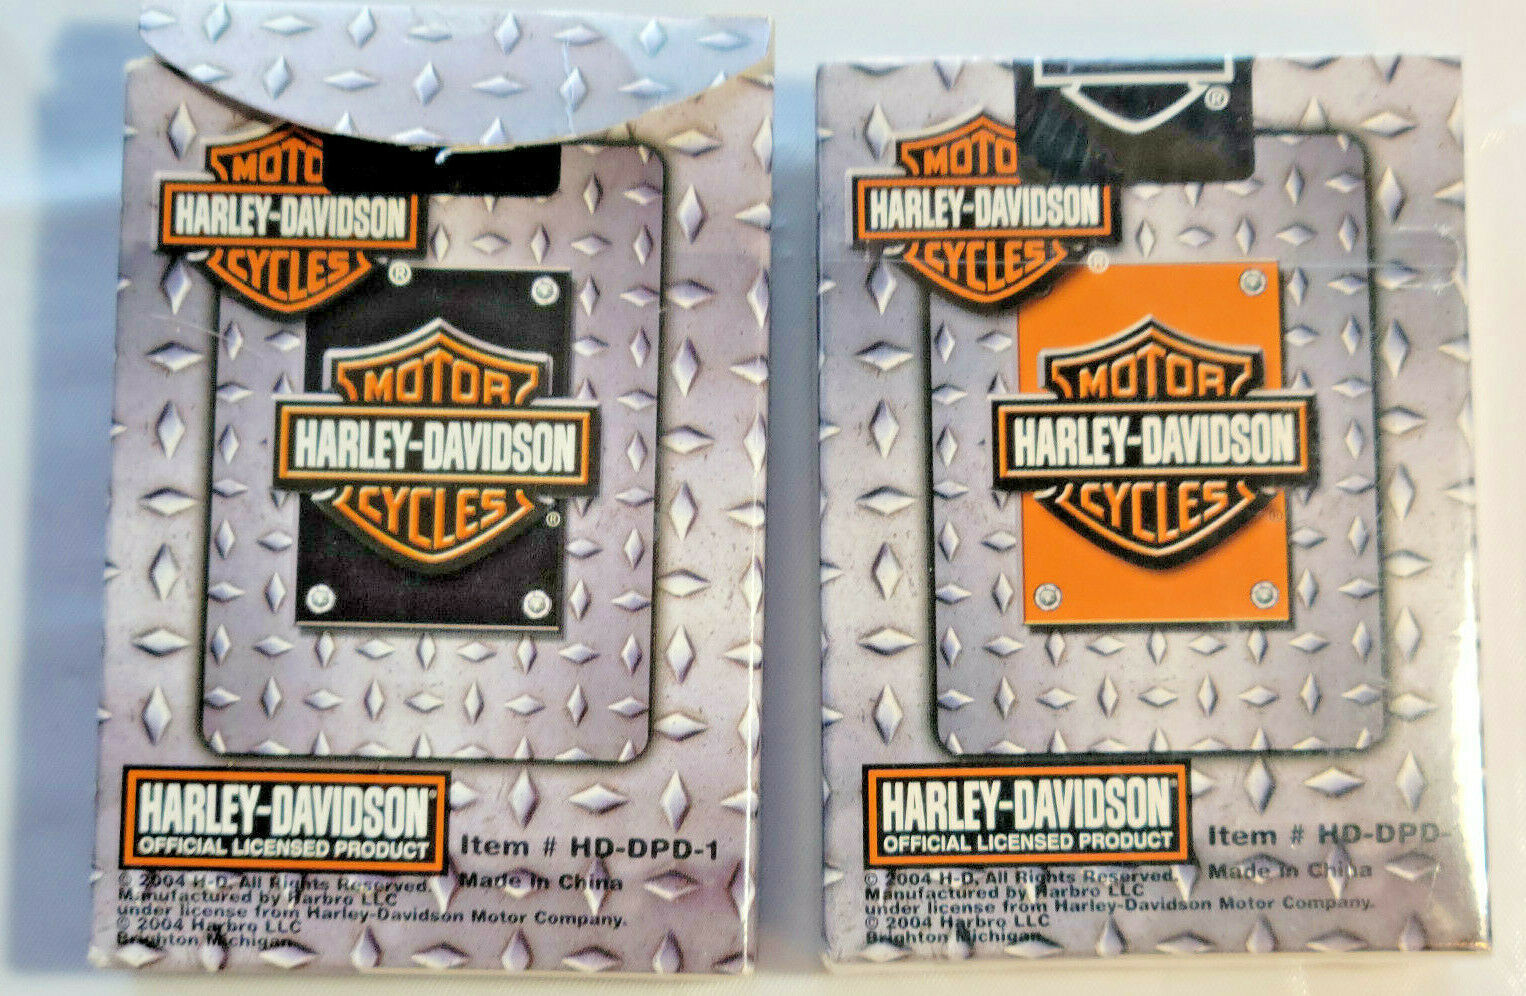 MOTO
HARLEY-DAVIDSON
CYCLES
®
MOTOR
HARLEY-DAVIDSON
CYCLES
®
HARLEY-DAVIDSON
OFFICIAL LICENSED PRODUCT
Item # HD-DPD-1
Made In China
© 2004 H-D, All Rights Reserved.
Manufactured by Harbro LLC
under license from Harley-Davidson Motor Company.
© 2004 Harbro LLC
Brighton Michigan
®
MOTO
HARLEY-DAVIDSON
CYCLES
®
MOTOR
HARLEY-DAVIDSON
CYCLES
®
HARLEY-DAVIDSON
OFFICIAL LICENSED PRODUCT
Item # HD-DPD-
Made In China
© 2004 H-D, All Rights Reserved.
Manufactured by Harbro LLC
under license from Harley-Davidson Motor Company.
© 2004 Harbro LLC
Brighton Michigan